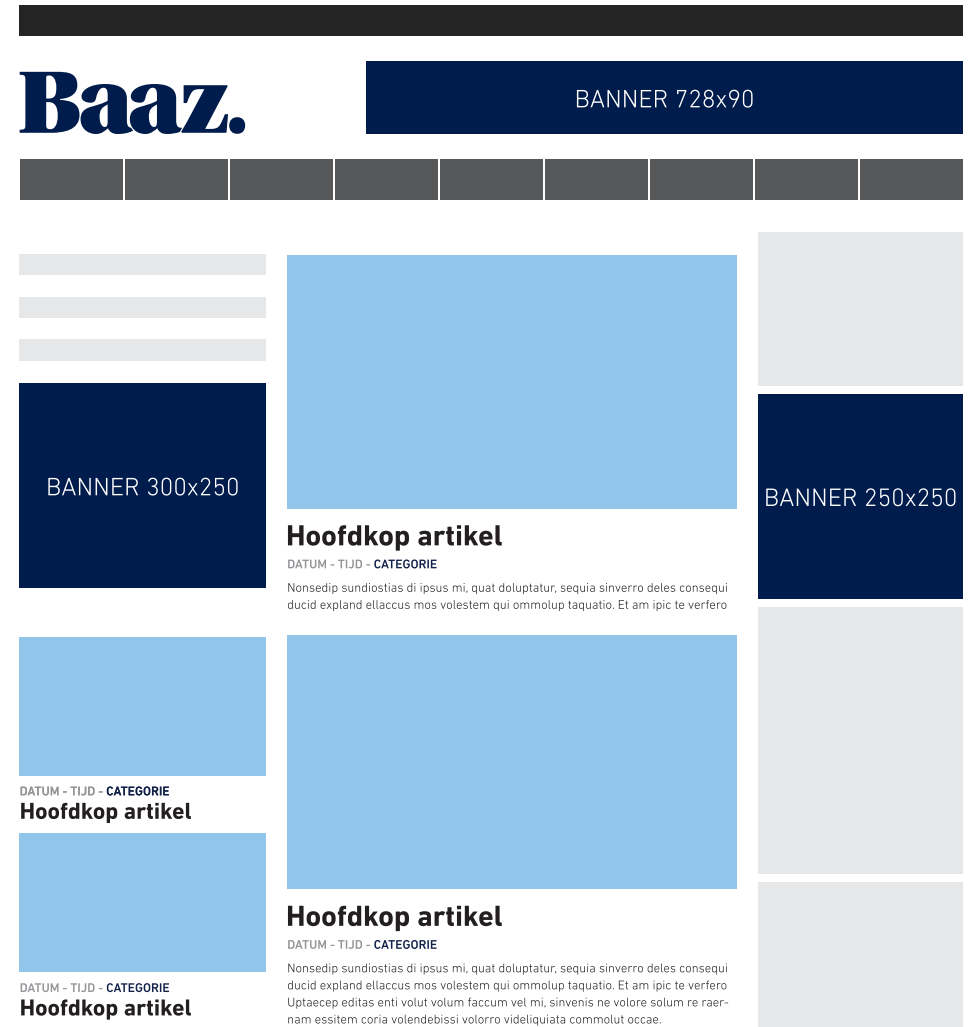 Baaz.
BANNER 728x90
BANNER 300x250
DATUM - TIJD - CATEGORIE
Hoofdkop artikel
DATUM - TIJD - CATEGORIE
Hoofdkop artikel
Hoofdkop artikel
DATUM - TIJD - CATEGORIE
Nonsedip sundiostias di ipsus mi, quat doluptatur, sequia sinverro deles consequi
ducid expland ellaccus mos volestem qui ommolup taquatio. Et am ipic te verfero
Hoofdkop artikel
DATUM - TIJD - CATEGORIE
Nonsedip sundiostias di ipsus mi, quat doluptatur, sequia sinverro deles consequi
ducid expland ellaccus mos volestem qui ommolup taquatio. Et am ipic te verfero
Uptaecep editas enti volut volum faccum vel mi, sinvenis ne volore solum re raer-
nam essitem coria volendebissi volorro videliquiata commolut occae.
BANNER 250x250